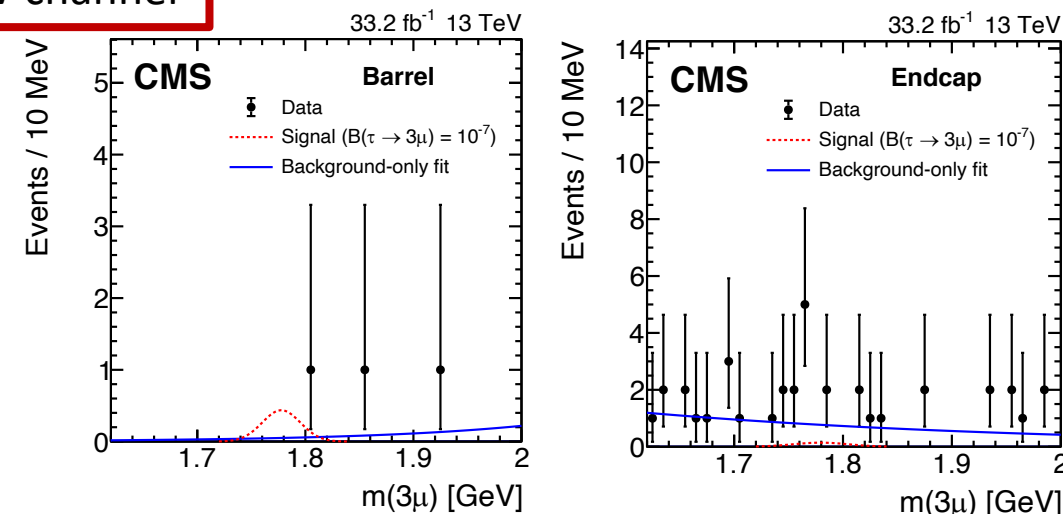 channel
33.2 fb⁻¹ 13 TeV
CMS Barrel
Data
Signal (B(τ → 3μ) = 10⁻⁷)
Background-only fit
Events / 10 MeV
5
4
3
2
1
0
1.7 1.8 1.9 2
m(3μ) [GeV]
33.2 fb⁻¹ 13 TeV
CMS Endcap
Data
Signal (B(τ → 3μ) = 10⁻⁷)
Background-only fit
Events / 10 MeV
14
12
10
8
6
4
2
0
1.7 1.8 1.9 2
m(3μ) [GeV]